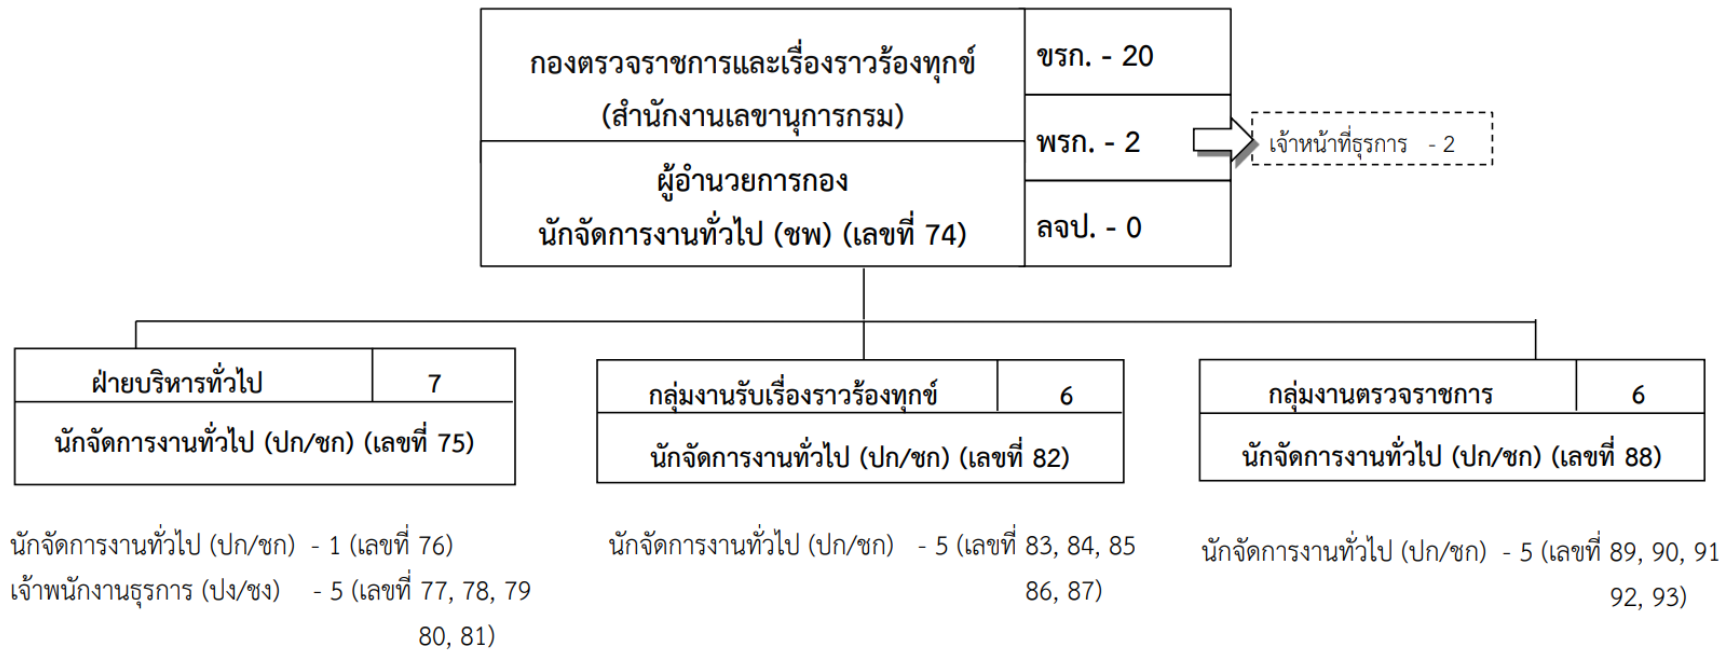 กองตรวจราชการและเรื่องราวร้องทุกข์
(สำนักงานเลขานุการกรม)
ผู้อำนวยการกอง
นักจัดการงานทั่วไป (ชพ) (เลขที่ 74)
ขรก. - 20
พรก. - 2
ลจป. - 0
เจ้าหน้าที่ธุรการ - 2
ฝ่ายบริหารทั่วไป 7
นักจัดการงานทั่วไป (ปก/ชก) (เลขที่ 75)
นักจัดการงานทั่วไป (ปก/ชก) - 1 (เลขที่ 76)
เจ้าพนักงานธุรการ (ปง/ชง) - 5 (เลขที่ 77, 78, 79
80, 81)
กลุ่มงานรับเรื่องราวร้องทุกข์ 6
นักจัดการงานทั่วไป (ปก/ชก) (เลขที่ 82)
นักจัดการงานทั่วไป (ปก/ชก) - 5 (เลขที่ 83, 84, 85
86, 87)
กลุ่มงานตรวจราชการ 6
นักจัดการงานทั่วไป (ปก/ชก) (เลขที่ 88)
นักจัดการงานทั่วไป (ปก/ชก) - 5 (เลขที่ 89, 90, 91
92, 93)